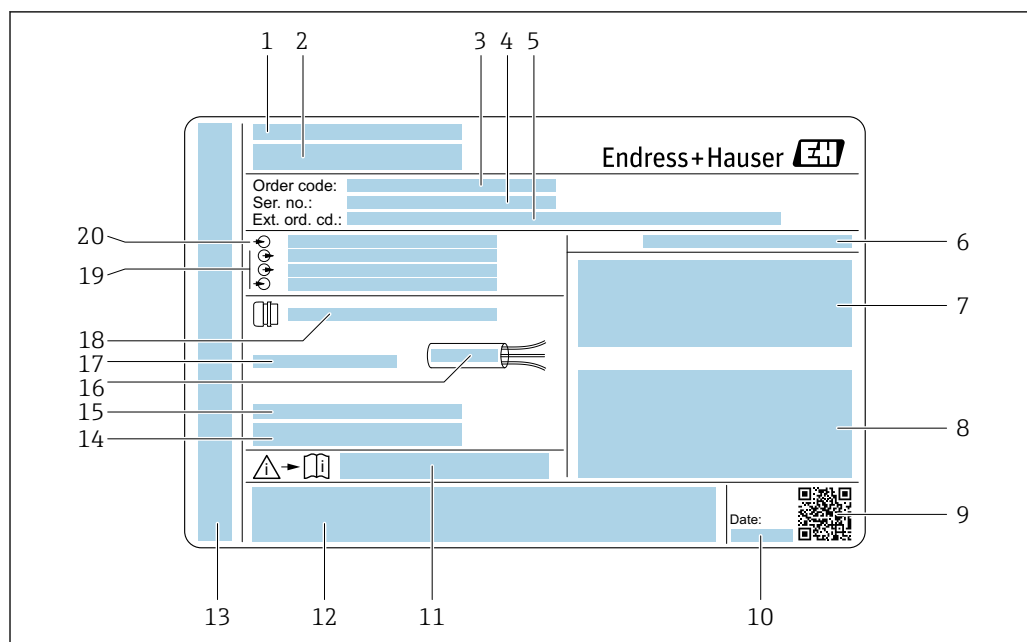 1 2 3 4 5
Endress+Hauser EH
Order code:
Ser. no.:
Ext. ord. cd.:
20
19
6
7
18
17
16
15
14
8
i i
9
Date:
13 12 11 10